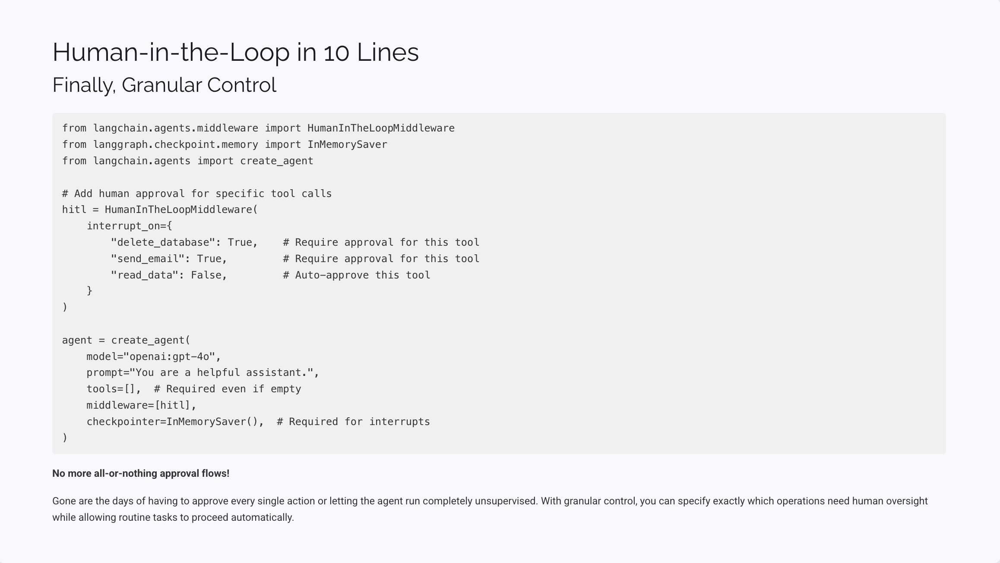 Human-in-the-Loop in 10 Lines
Finally, Granular Control
from langchain.agents.middleware import HumanInTheLoopMiddleware
from langgraph.checkpoint.memory import InMemorySaver
from langchain.agents import create_agent
# Add human approval for specific tool calls
hitl = HumanInTheLoopMiddleware(
    interrupt_on={
        "delete_database": True,    # Require approval for this tool
        "send_email": True,         # Require approval for this tool
        "read_data": False,         # Auto-approve this tool
    }
)
agent = create_agent(
    model="openai:gpt-4o",
    prompt="You are a helpful assistant.",
    tools=[],  # Required even if empty
    middleware=[hitl],
    checkpointer=InMemorySaver(),  # Required for interrupts
)
No more all-or-nothing approval flows!
Gone are the days of having to approve every single action or letting the agent run completely unsupervised. With granular control, you can specify exactly which operations need human oversight
while allowing routine tasks to proceed automatically.